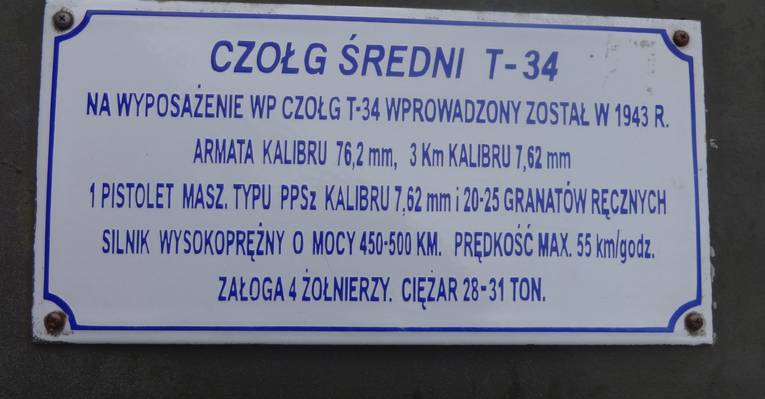 CZOŁG ŚREDNI T-34
NA WYPOSAŻENIE WP CZOŁG T-34 WPROWADZONY ZOSTAŁ W 1943 R.
ARMATA KALIBRU 76,2 mm, 3 Km KALIBRU 7,62 mm
1 PISTOLET MASZ. TYPU PPSz KALIBRU 7,62 mm i 20-25 GRANATÓW RĘCZNYCH
SILNIK WYSOKOPRĘŻNY O MOCY 450-500 KM. PRĘDKOŚĆ MAX. 55 km/godz.
ZAŁOGA 4 ŻOŁNIERZY. CIĘŻAR 28-31 TON.